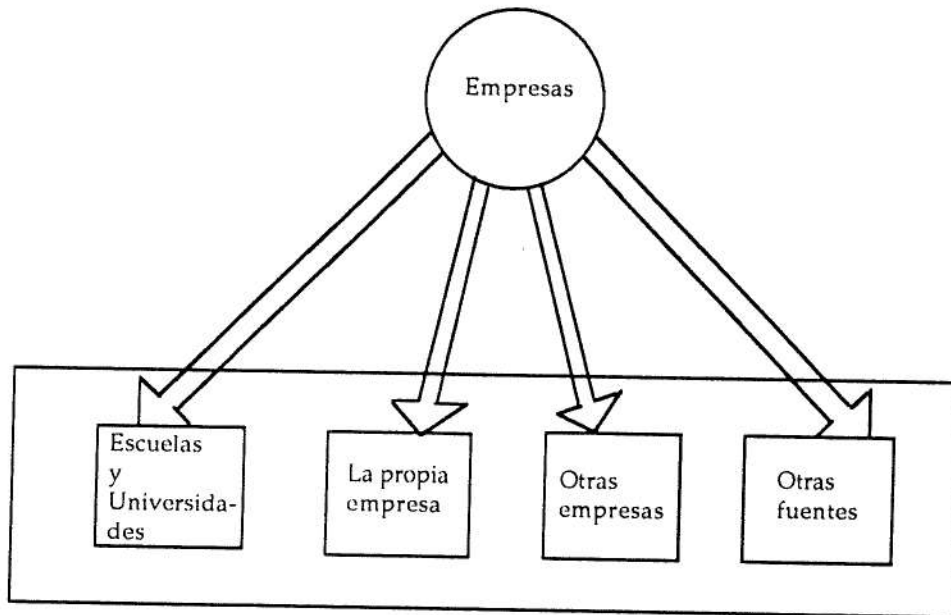 Empresas
Escuelas
y
Universida-
des
La propia
empresa
Otras
empresas
Otras
fuentes